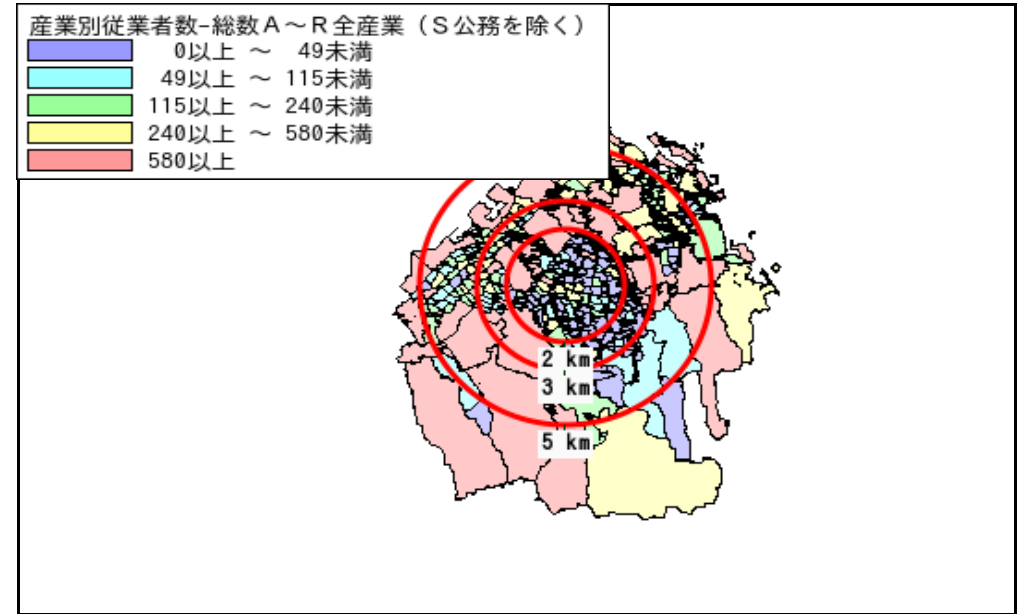 産業別従業者数-総数A～R全産業（S公務を除く）
0以上 ～ 49未満
49以上 ～ 115未満
115以上 ～ 240未満
240以上 ～ 580未満
580以上
2 km
3 km
5 km